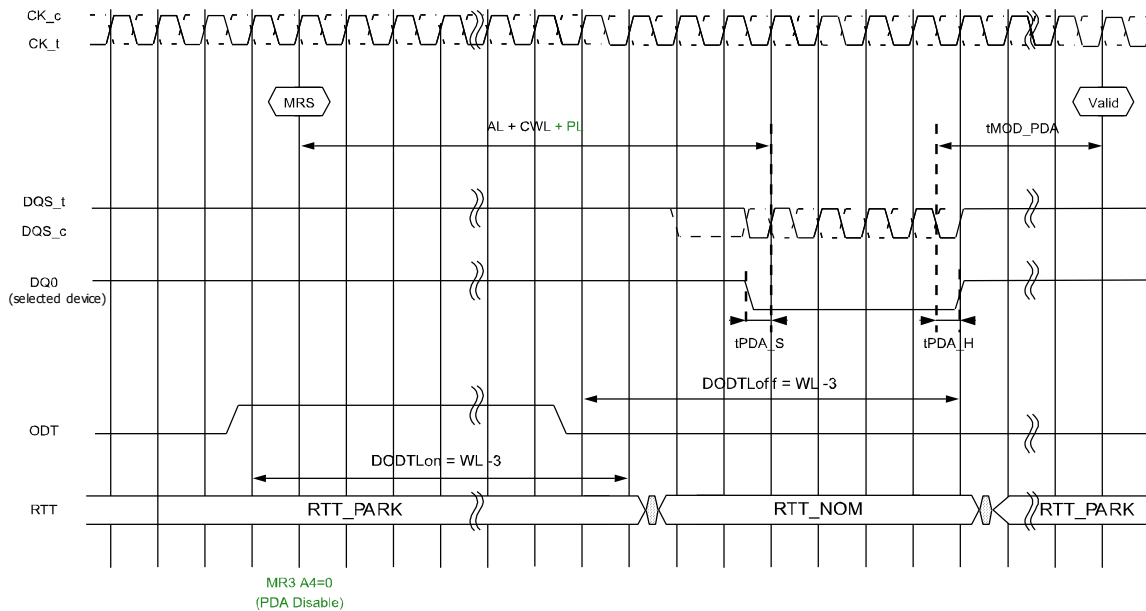 CK_c
CK_t
MRS
Valid
AL + CWL + PL
tMOD_PDA
DQS_t
DQS_c
DQ0
(selected device)
tPDA_S
tPDA_H
DODTLoff = WL -3
ODT
DODTLon = WL -3
RTT
RTT_PARK
RTT_NOM
RTT_PARK
MR3 A4=0
(PDA Disable)